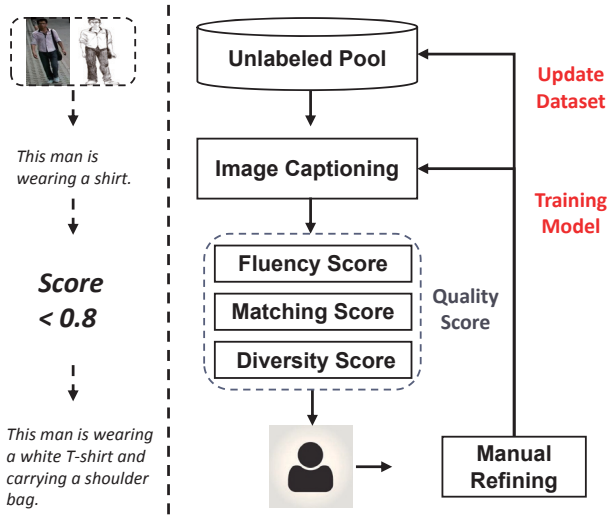 This man is
wearing a shirt.
Score
< 0.8
This man is wearing
a white T-shirt and
carrying a shoulder
bag.
Unlabeled Pool
Image Captioning
Fluency Score
Matching Score
Diversity Score
Quality
Score
Manual
Refining
Update
Dataset
Training
Model